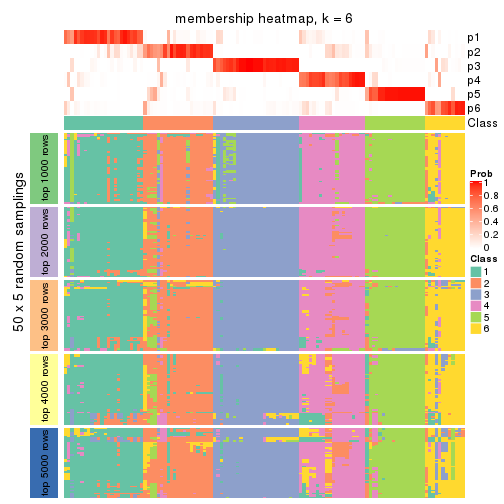 membership heatmap, k = 6
p1
p2
p3
p4
p5
p6
Class
50 x 5 random samplings
top 1000 rows
top 2000 rows
top 3000 rows
top 4000 rows
top 5000 rows
Prob
1
0.8
0.6
0.4
0.2
0
Class
1
2
3
4
5
6